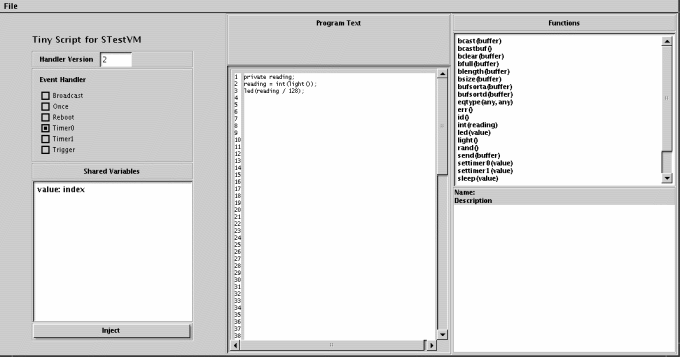 File
Tiny Script for STestVM
Handler Version 2
Event Handler
Broadcast
Once
Reboot
Timer0
Timer1
Trigger
Shared Variables
value: index
Inject
Program Text
1 private reading;
2 reading = int(light());
3 led(reading / 128);
4
5
6
7
8
9
10
11
12
13
14
15
16
17
18
19
20
21
22
23
24
25
26
27
28
29
30
31
32
33
34
35
36
37
38
Functions
bcast(buffer)
bcastbuf()
bclear(buffer)
bfull(buffer)
blength(buffer)
bsize(buffer)
bufsorta(buffer)
bufsortd(buffer)
eqtype(any, any)
err()
id()
int(reading)
led(value)
light()
rand()
send(buffer)
settimer0(value)
settimer1(value)
sleep(value)
Name:
Description